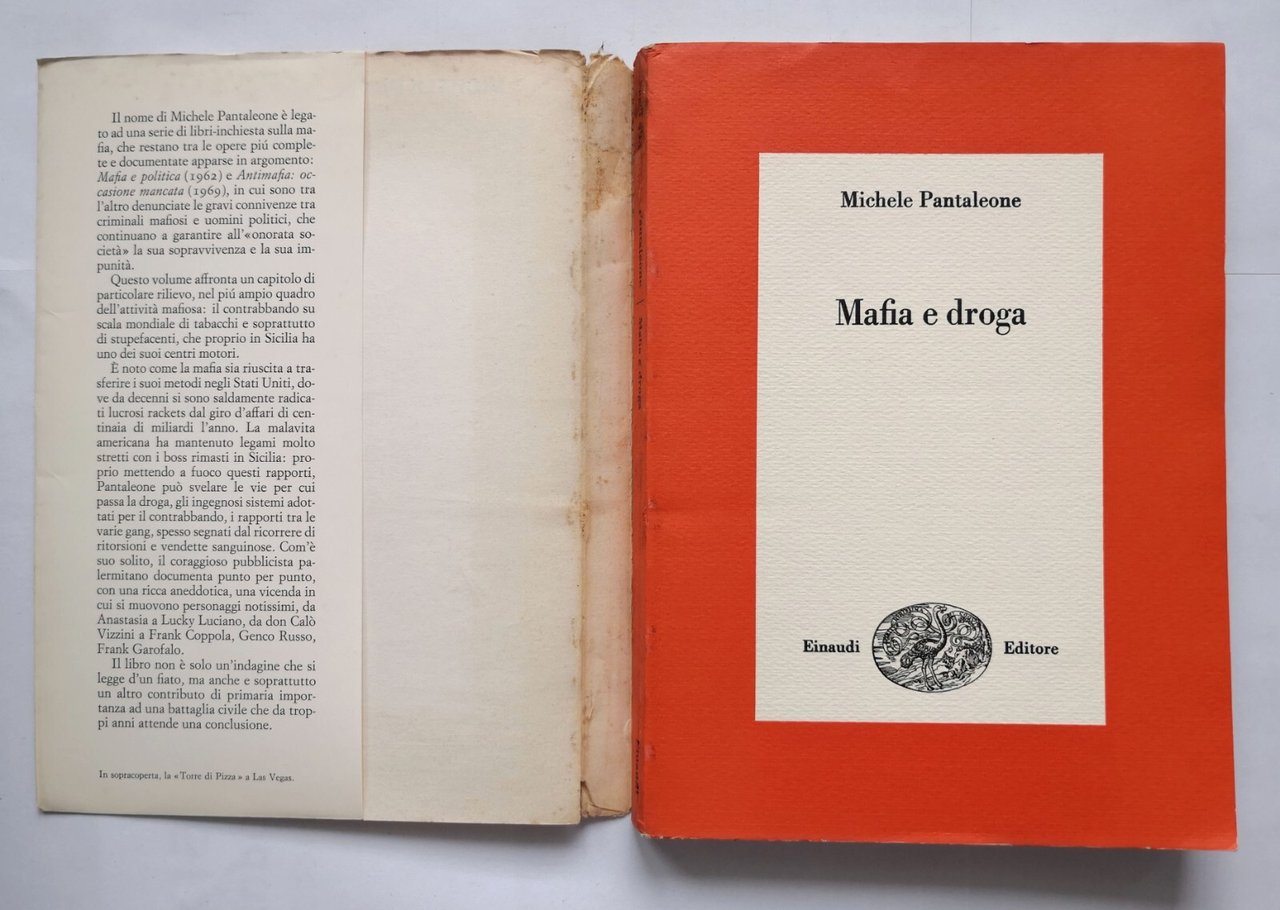 Il nome di Michele Pantaleone è lega-
to ad una serie di libri-inchiesta sulla ma-
fia, che restano tra le opere piú comple-
te e documentate apparse in argomento:
Mafia e politica (1962) e Antimafia: oc-
casione mancata (1969), in cui sono tra
l'altro denunciate le gravi connivenze tra
criminali mafiosi e uomini politici, che
continuano a garantire all'«onorata so-
cietà» la sua sopravvivenza e la sua im-
punità.
Questo volume affronta un capitolo di
particolare rilievo, nel piú ampio quadro
dell'attività mafiosa: il contrabbando su
scala mondiale di tabacchi e soprattutto
di stupefacenti, che proprio in Sicilia ha
uno dei suoi centri motori.
È noto come la mafia sia riuscita a tra-
sferire i suoi metodi negli Stati Uniti, do-
ve da decenni si sono saldamente radica-
ti lucrosi rackets dal giro d'affari di cen-
tinaia di miliardi l'anno. La malavita
americana ha mantenuto legami molto
stretti con i boss rimasti in Sicilia: pro-
prio mettendo a fuoco questi rapporti,
Pantaleone può svelare le vie per cui
passa la droga, gli ingegnosi sistemi adot-
tati per il contrabbando, i rapporti tra le
varie gang, spesso segnati dal ricorrere di
ritorsioni e vendette sanguinose. Com'è
suo solito, il coraggioso pubblicista pa-
lermitano documenta punto per punto,
con una ricca aneddotica, una vicenda in
cui si muovono personaggi notissimi, da
Anastasia a Lucky Luciano, da don Calò
Vizzini a Frank Coppola, Genco Russo,
Frank Garofalo.
Il libro non è solo un'indagine che si
legge d'un fiato, ma anche e soprattutto
un altro contributo di primaria impor-
tanza ad una battaglia civile che da trop-
pi anni attende una conclusione.
In sopracoperta, la «Torre di Pizza» a Las Vegas.
Pantaleone | Mafia e droga
Einaudi
Michele Pantaleone
Mafia e droga
Einaudi Editore